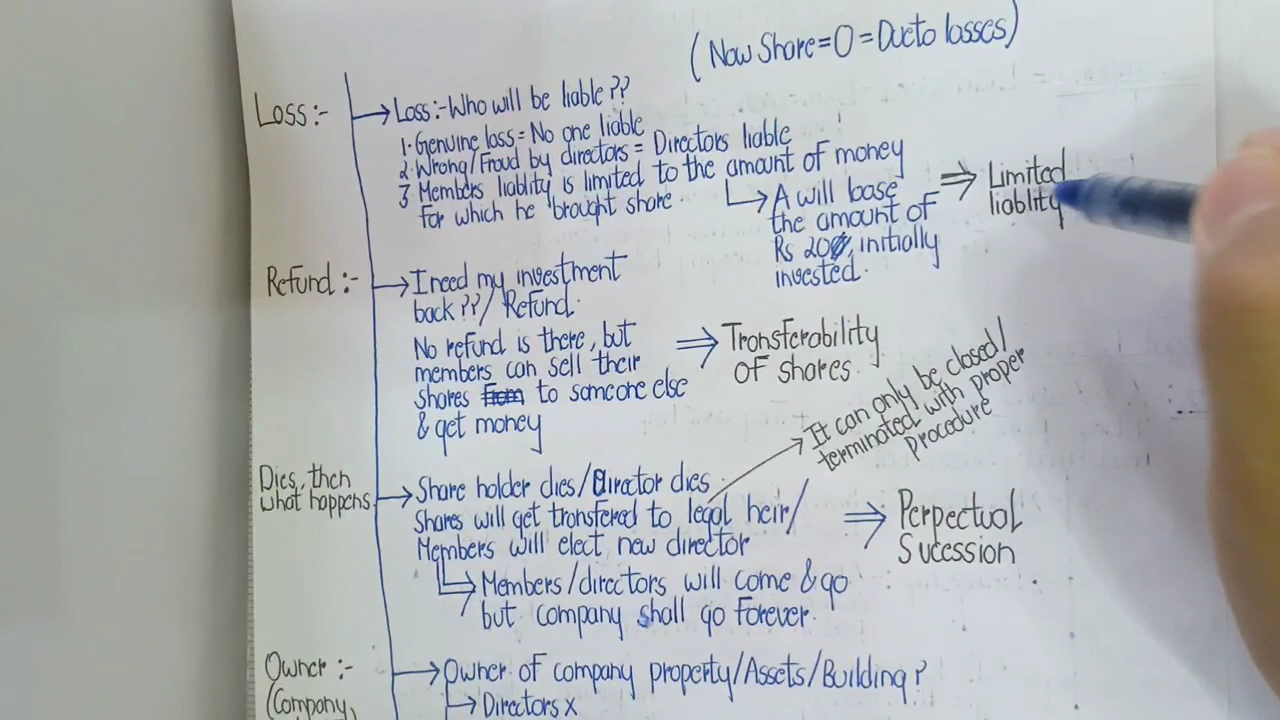 (Now Share=0=Due to losses)
Loss:-
Loss:-Who will be liable??
1. Genuine loss = No one liable
2. Wrong/Fraud by directors = Directors liable
3 Members liablity is limited to the amount of money
for which he brought share.
A will lose
the amount of
Rs 200, initially
invested.
Limited
liablity
Refund:-
I need my investment
back??/Refund.
No refund is there, but
members can sell their
shares from to someone else
& get money
Transferability
of shares.
It can only be closed/
terminated with proper
procedure
Dies, then
what happens
Share holder dies/Director dies
Shares will get transfered to legal heir/
Members will elect new director
Perpectual
Sucession
Members/directors will come & go
but company shall go forever.
Owner:-
(Company,
Owner of company property/Assets/Building?
Directors x